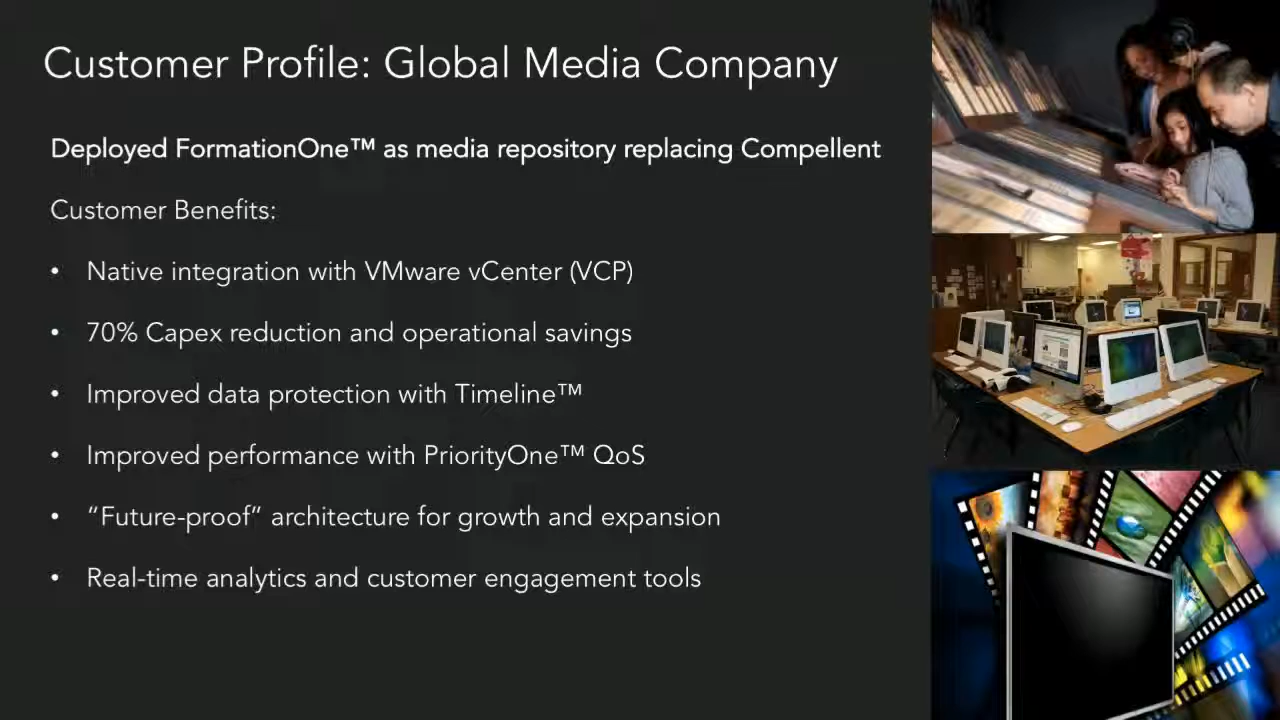 Customer Profile: Global Media Company
Deployed FormationOne™ as media repository replacing Compellent
Customer Benefits:
• Native integration with VMware vCenter (VCP)
• 70% Capex reduction and operational savings
• Improved data protection with Timeline™
• Improved performance with PriorityOne™ QoS
• “Future-proof” architecture for growth and expansion
• Real-time analytics and customer engagement tools